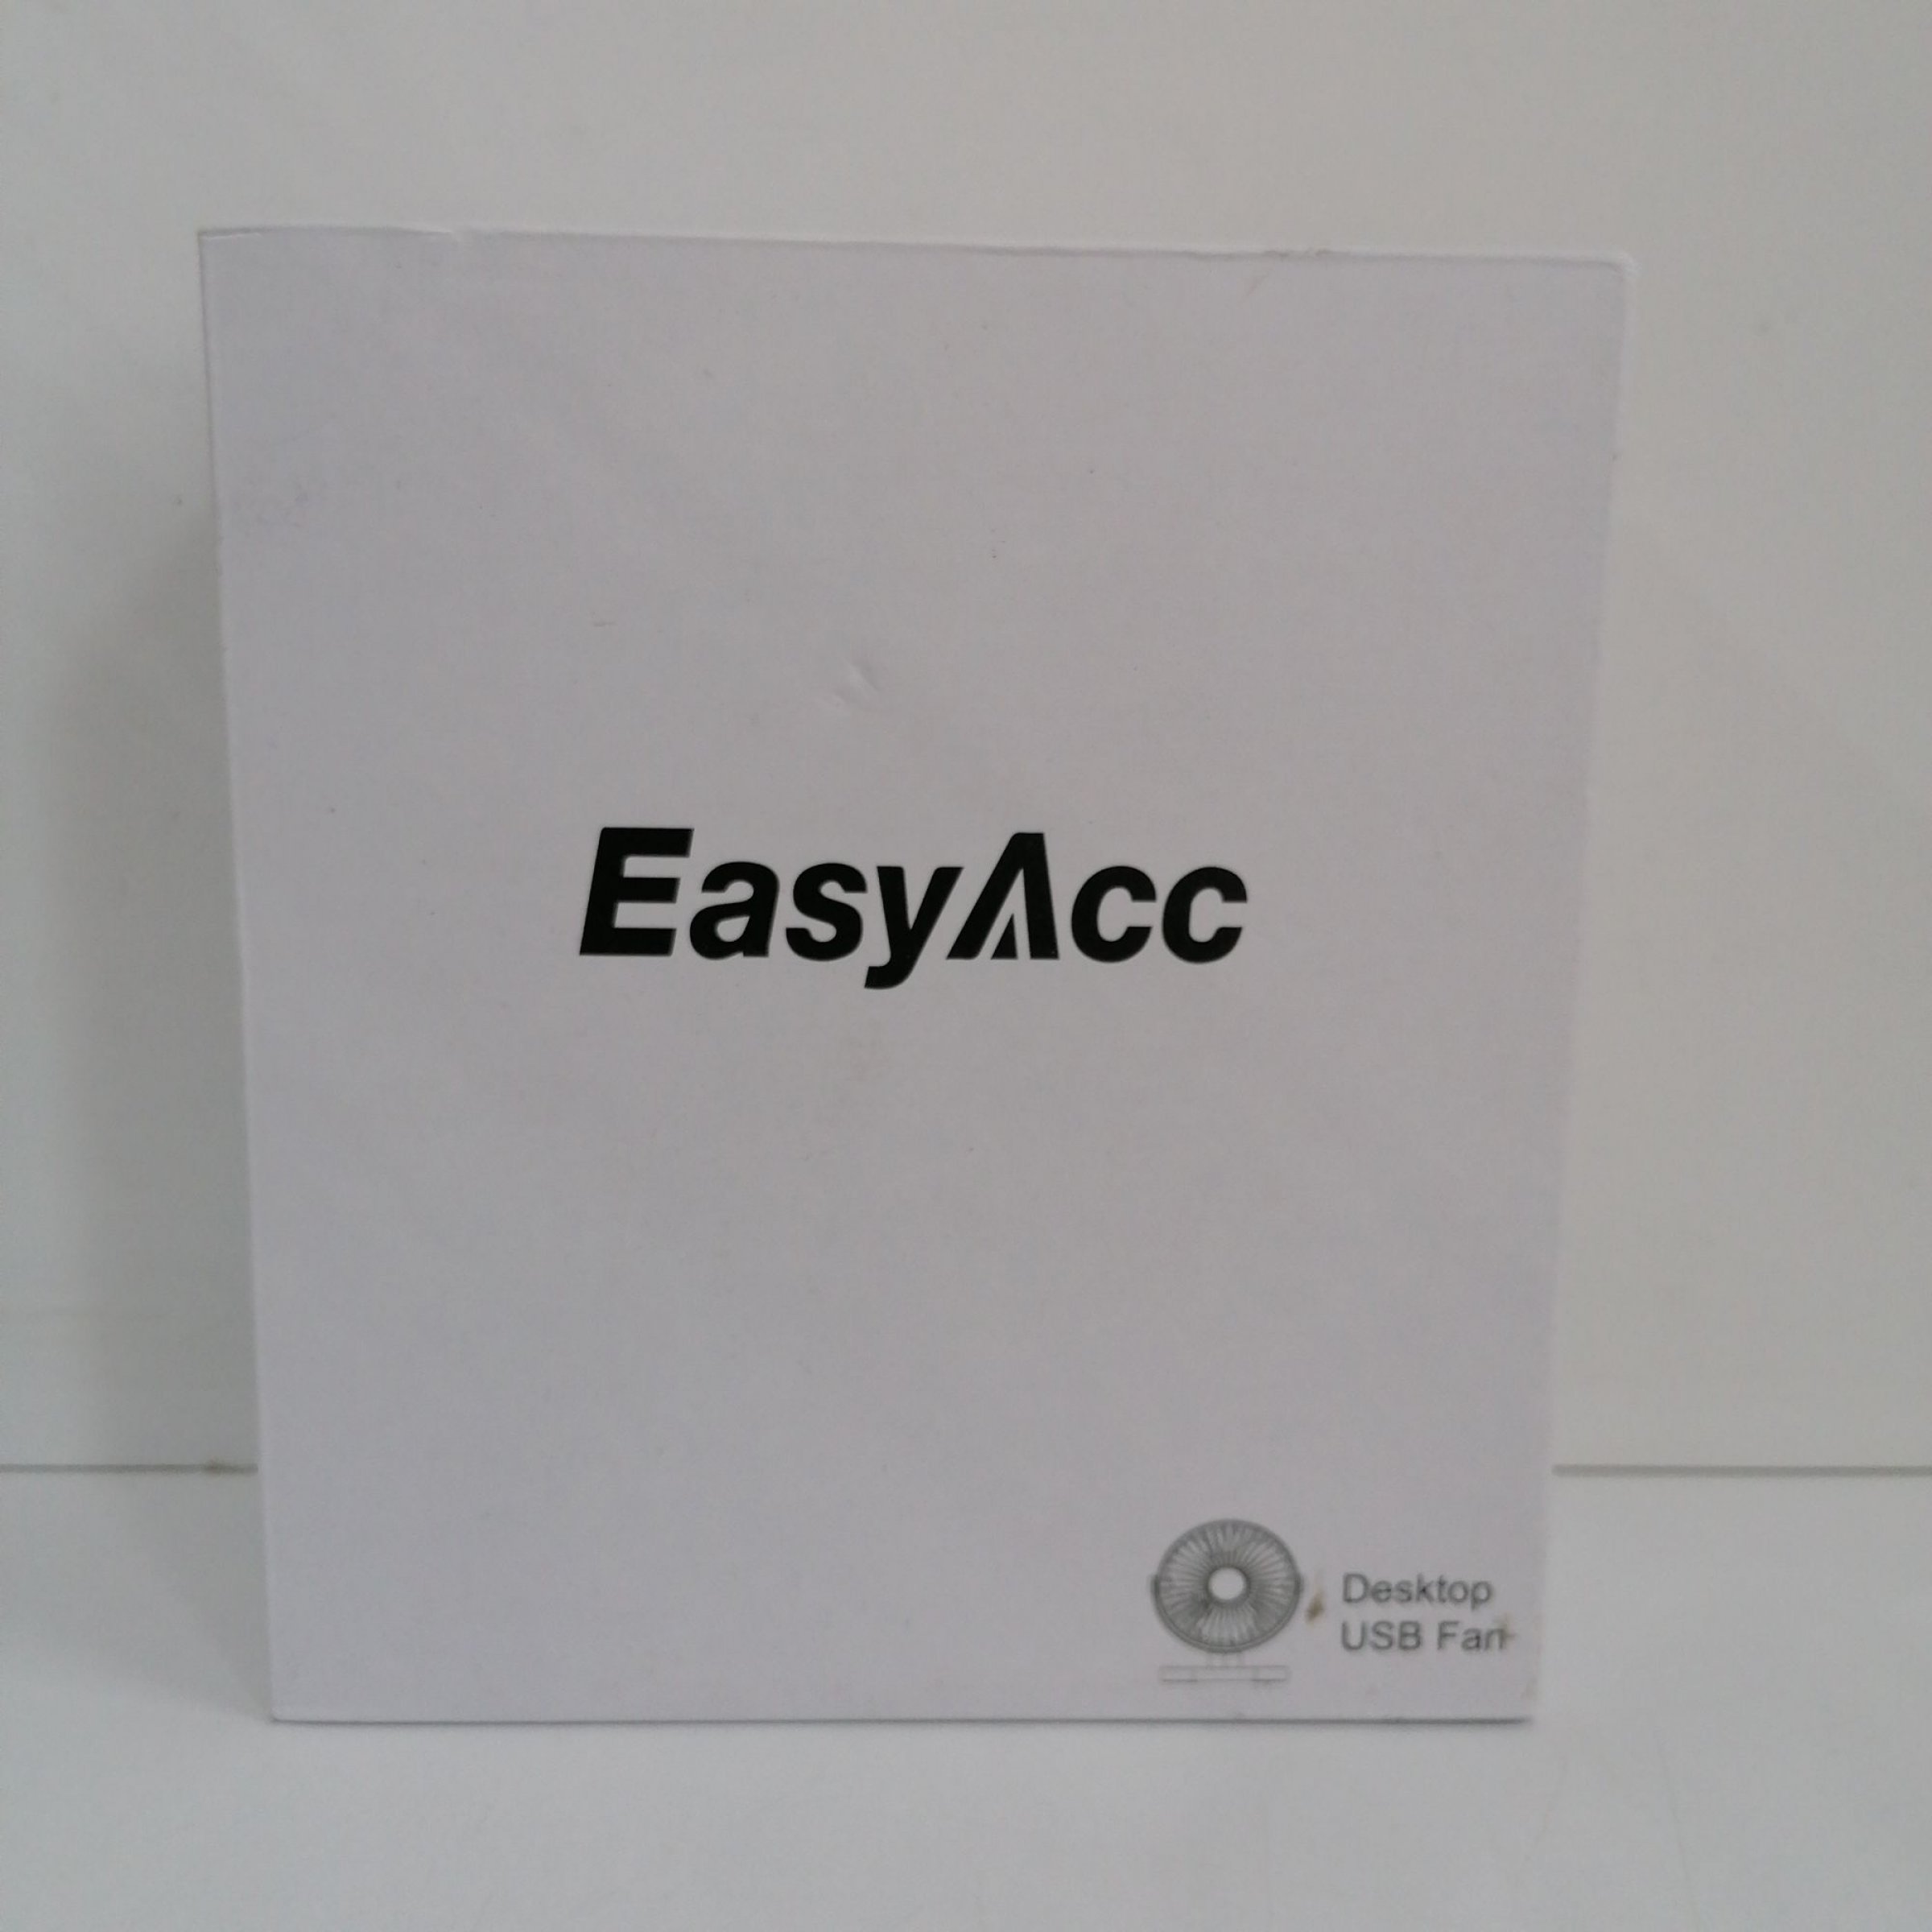 EasyAcc
Desktop
USB Fan